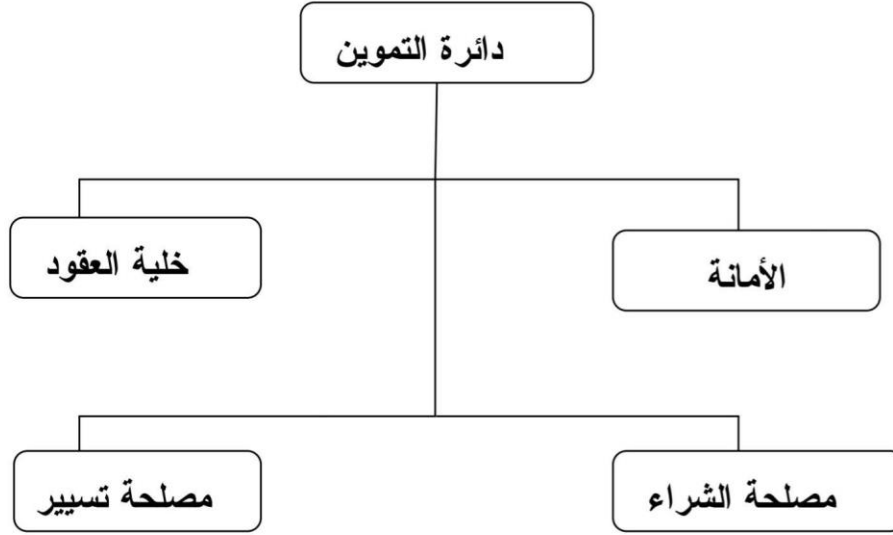 دائرة التموين
الأمانة
خلية العقود
مصلحة الشراء
مصلحة تسيير